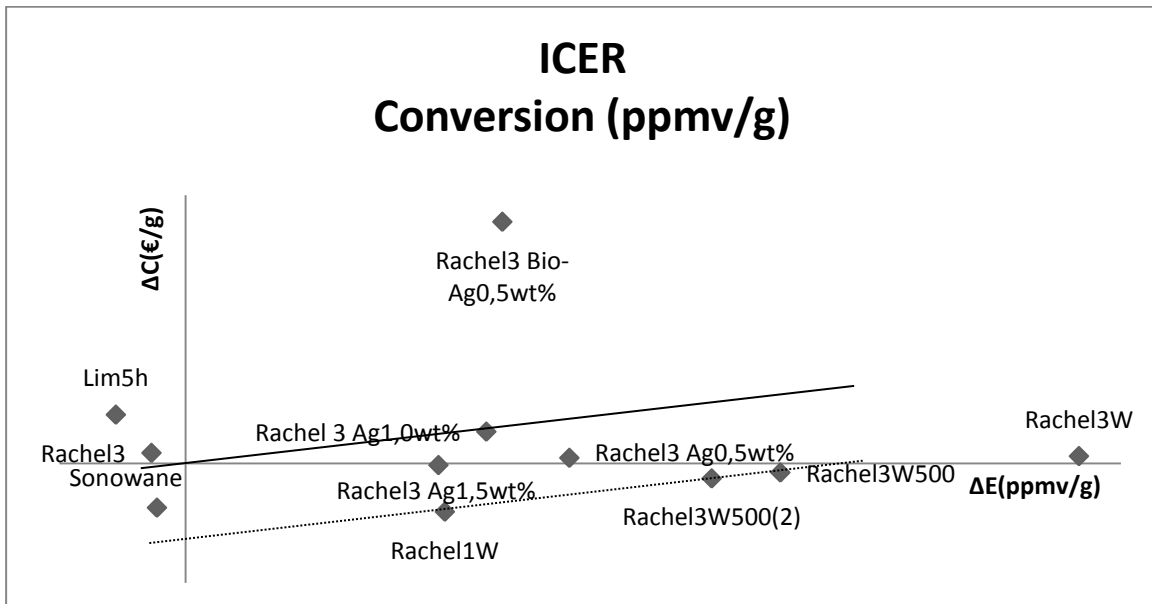 ICER
Conversion (ppmv/g)
ΔC(€/g)
Rachel3 Bio-
Ag0,5wt%
Lim5h
Rachel3W
Rachel 3 Ag1,0wt%
Rachel3
Rachel3 Ag0,5wt%
Sonowane
Rachel3W500
Rachel3 Ag1,5wt%
ΔE(ppmv/g)
Rachel3W500(2)
Rachel1W